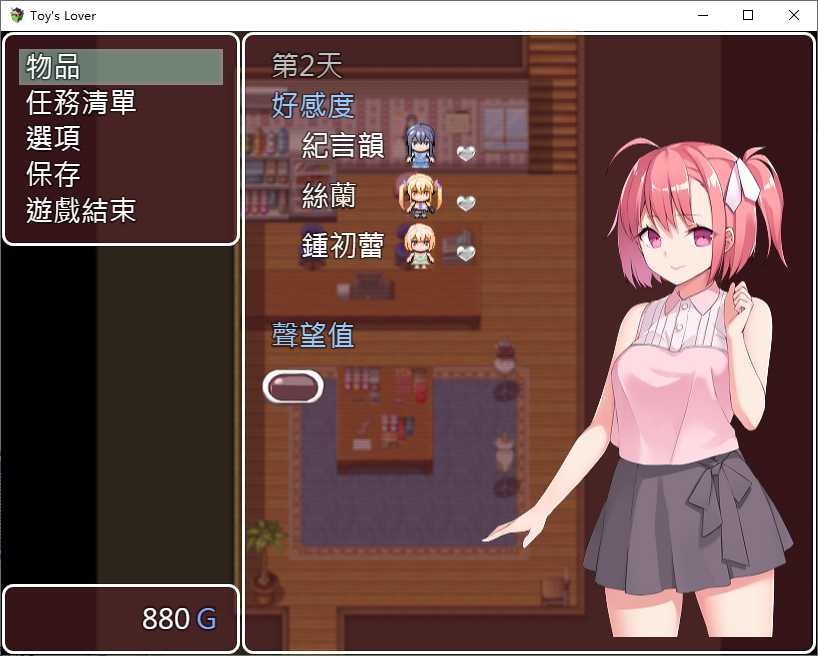 Toy's Lover
物品
任務清單
選項
保存
遊戲結束
第2天
好感度
紀言韻
絲蘭
鍾初蕾
聲望值
880 G